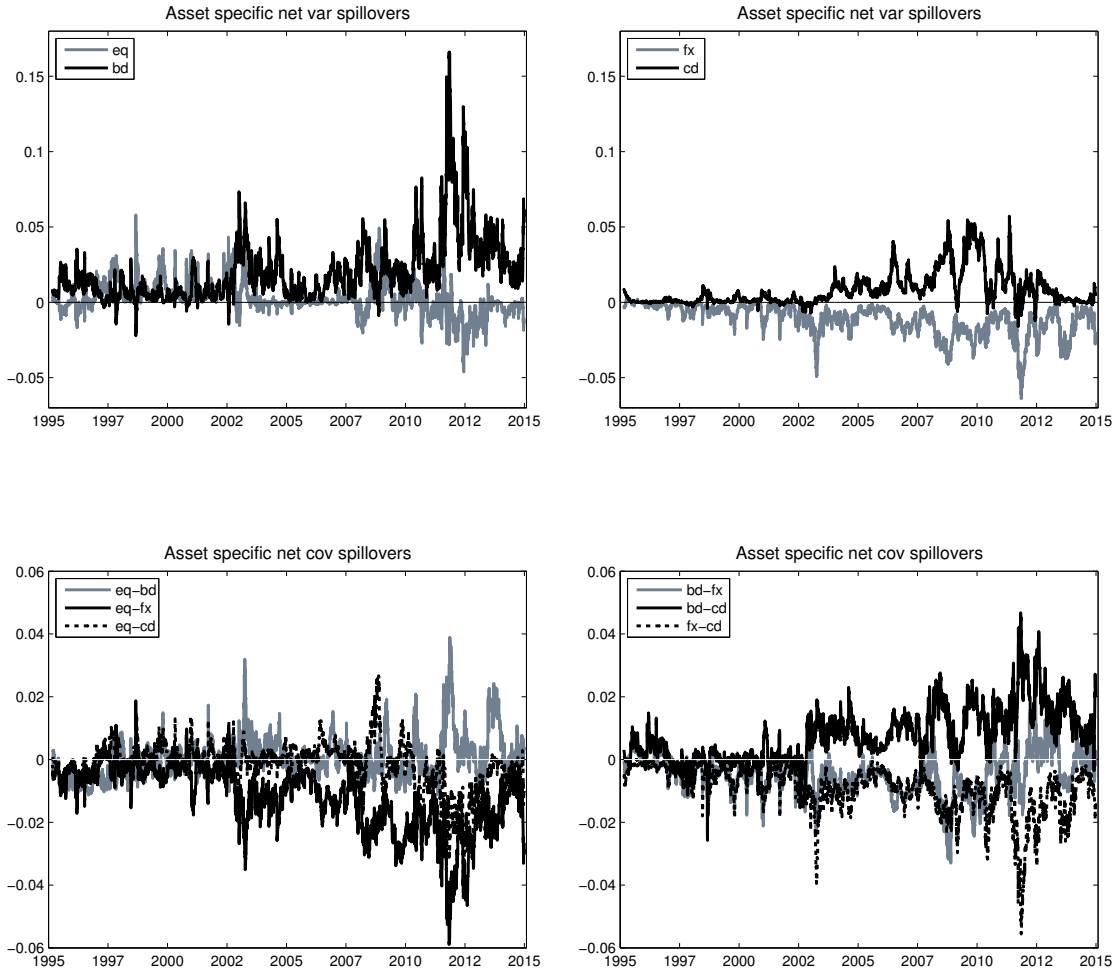 Asset specific net var spillovers
eq
bd
0.15
0.1
0.05
0
−0.05
1995 1997 2000 2002 2005 2007 2010 2012 2015
Asset specific net var spillovers
fx
cd
0.15
0.1
0.05
0
−0.05
1995 1997 2000 2002 2005 2007 2010 2012 2015
Asset specific net cov spillovers
0.06
eq−bd
eq−fx
eq−cd
0.04
0.02
0
−0.02
−0.04
−0.06
1995 1997 2000 2002 2005 2007 2010 2012 2015
Asset specific net cov spillovers
0.06
bd−fx
bd−cd
fx−cd
0.04
0.02
0
−0.02
−0.04
−0.06
1995 1997 2000 2002 2005 2007 2010 2012 2015